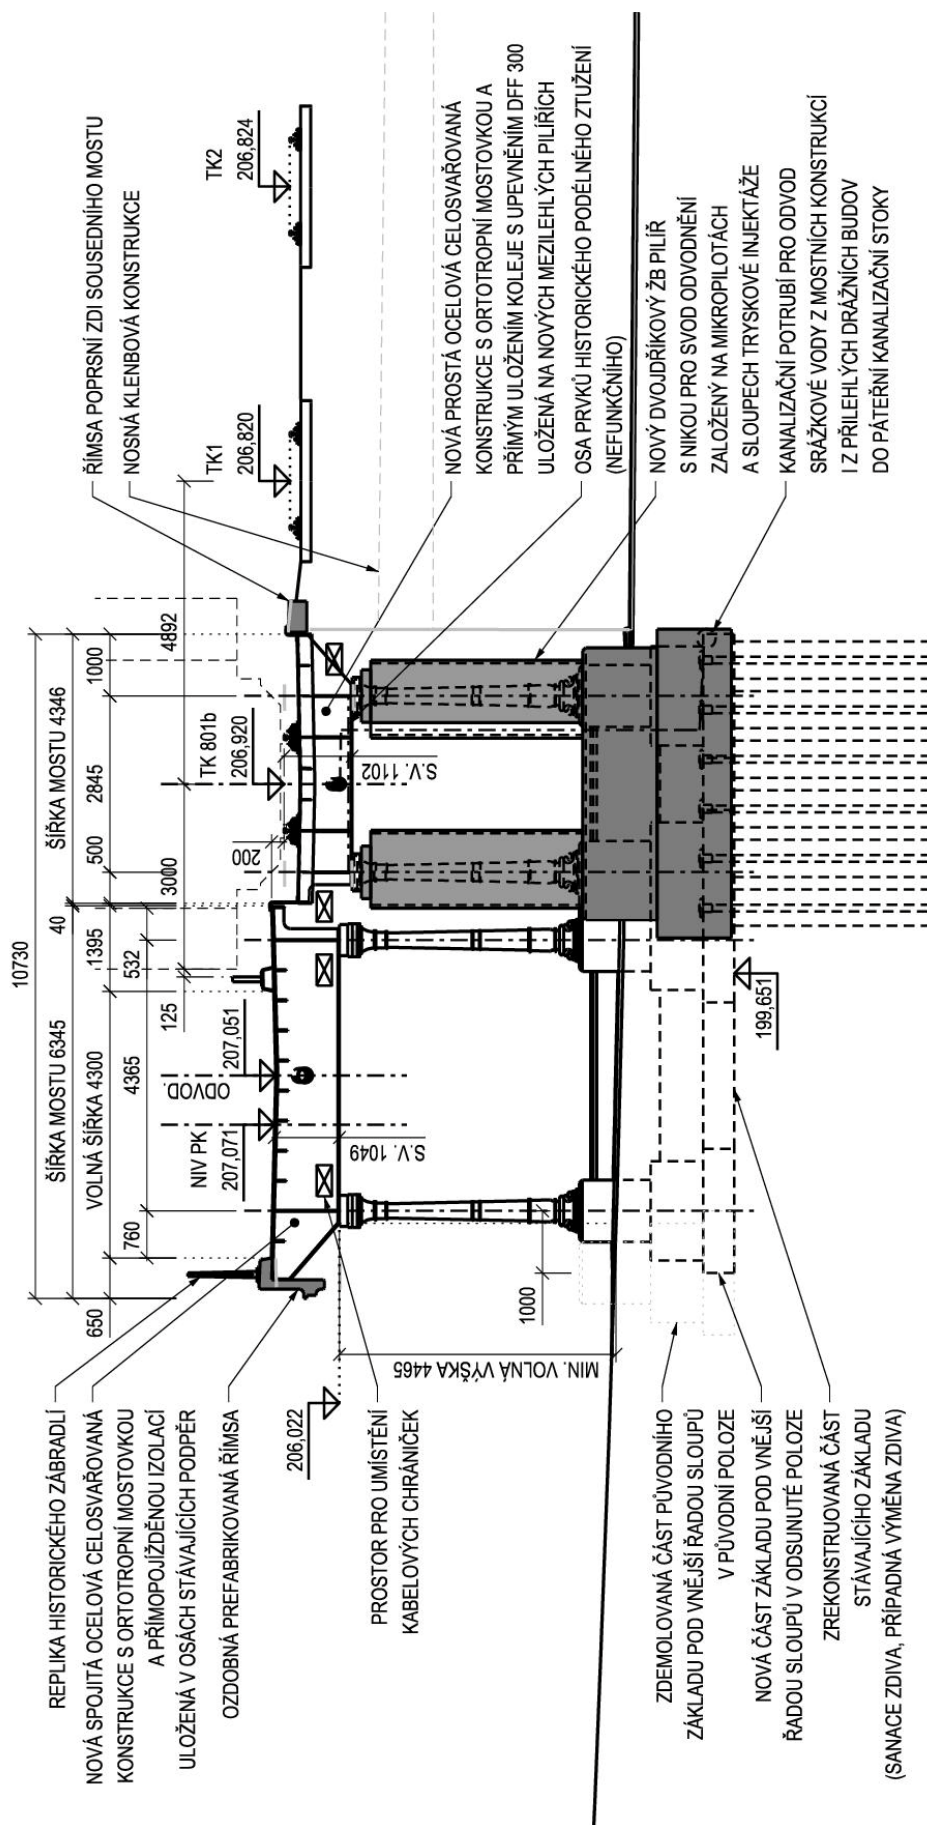 REPLIKA HISTORICKÉHO ZÁBRADLÍ
NOVÁ SPOJITÁ OCELOVÁ CELOSVAŘOVANÁ
KONSTRUKCE S ORTOTROPNÍ MOSTOVKOU
A PŘÍMOPOJÍŽDĚNOU IZOLACÍ
ULOŽENÁ V OSÁCH STÁVAJÍCÍCH PODPĚR
OZDOBNÁ PREFABRIKOVANÁ ŘÍMSA
10730
ŠÍŘKA MOSTU 6345
40
ŠÍŘKA MOSTU 4346
650
VOLNÁ ŠÍŘKA 4300
1395
500
2845
1000
760
4365
532
125
3000
4892
NIV PK
207,071
ODVOD.
207,051
200
TK 801b
206,920
TK1
206,820
TK2
206,824
ŘÍMSA POPRSNÍ ZDI SOUSEDNÍHO MOSTU
NOSNÁ KLENBOVÁ KONSTRUKCE
S.V. 1049
S.V. 1102
206,022
MIN. VOLNÁ VÝŠKA 4465
1000
199,651
PROSTOR PRO UMÍSTĚNÍ
KABELOVÝCH CHRÁNIČEK
NOVÁ PROSTÁ OCELOVÁ CELOSVAŘOVANÁ
KONSTRUKCE S ORTOTROPNÍ MOSTOVKOU A
PŘÍMÝM ULOŽENÍM KOLEJE S UPEVNĚNÍM DFF 300
ULOŽENÁ NA NOVÝCH MEZILEHLÝCH PILÍŘÍCH
OSA PRVKŮ HISTORICKÉHO PODÉLNÉHO ZTUŽENÍ
(NEFUNKČNÍHO)
NOVÝ DVOJDŘÍKOVÝ ŽB PILÍŘ
S NIKOU PRO SVOD ODVODNĚNÍ
ZALOŽENÝ NA MIKROPILOTÁCH
A SLOUPECH TRYSKOVÉ INJEKTÁŽE
KANALIZAČNÍ POTRUBÍ PRO ODVOD
SRÁŽKOVÉ VODY Z MOSTNÍCH KONSTRUKCÍ
I Z PŘILEHLÝCH DRÁŽNÍCH BUDOV
DO PÁTEŘNÍ KANALIZAČNÍ STOKY
ZDEMOLOVANÁ ČÁST PŮVODNÍHO
ZÁKLADU POD VNĚJŠÍ ŘADOU SLOUPŮ
V PŮVODNÍ POLOZE
NOVÁ ČÁST ZÁKLADU POD VNĚJŠÍ
ŘADOU SLOUPŮ V ODSUNUTÉ POLOZE
ZREKONSTRUOVANÁ ČÁST
STÁVAJÍCÍHO ZÁKLADU
(SANACE ZDIVA, PŘÍPADNÁ VÝMĚNA ZDIVA)